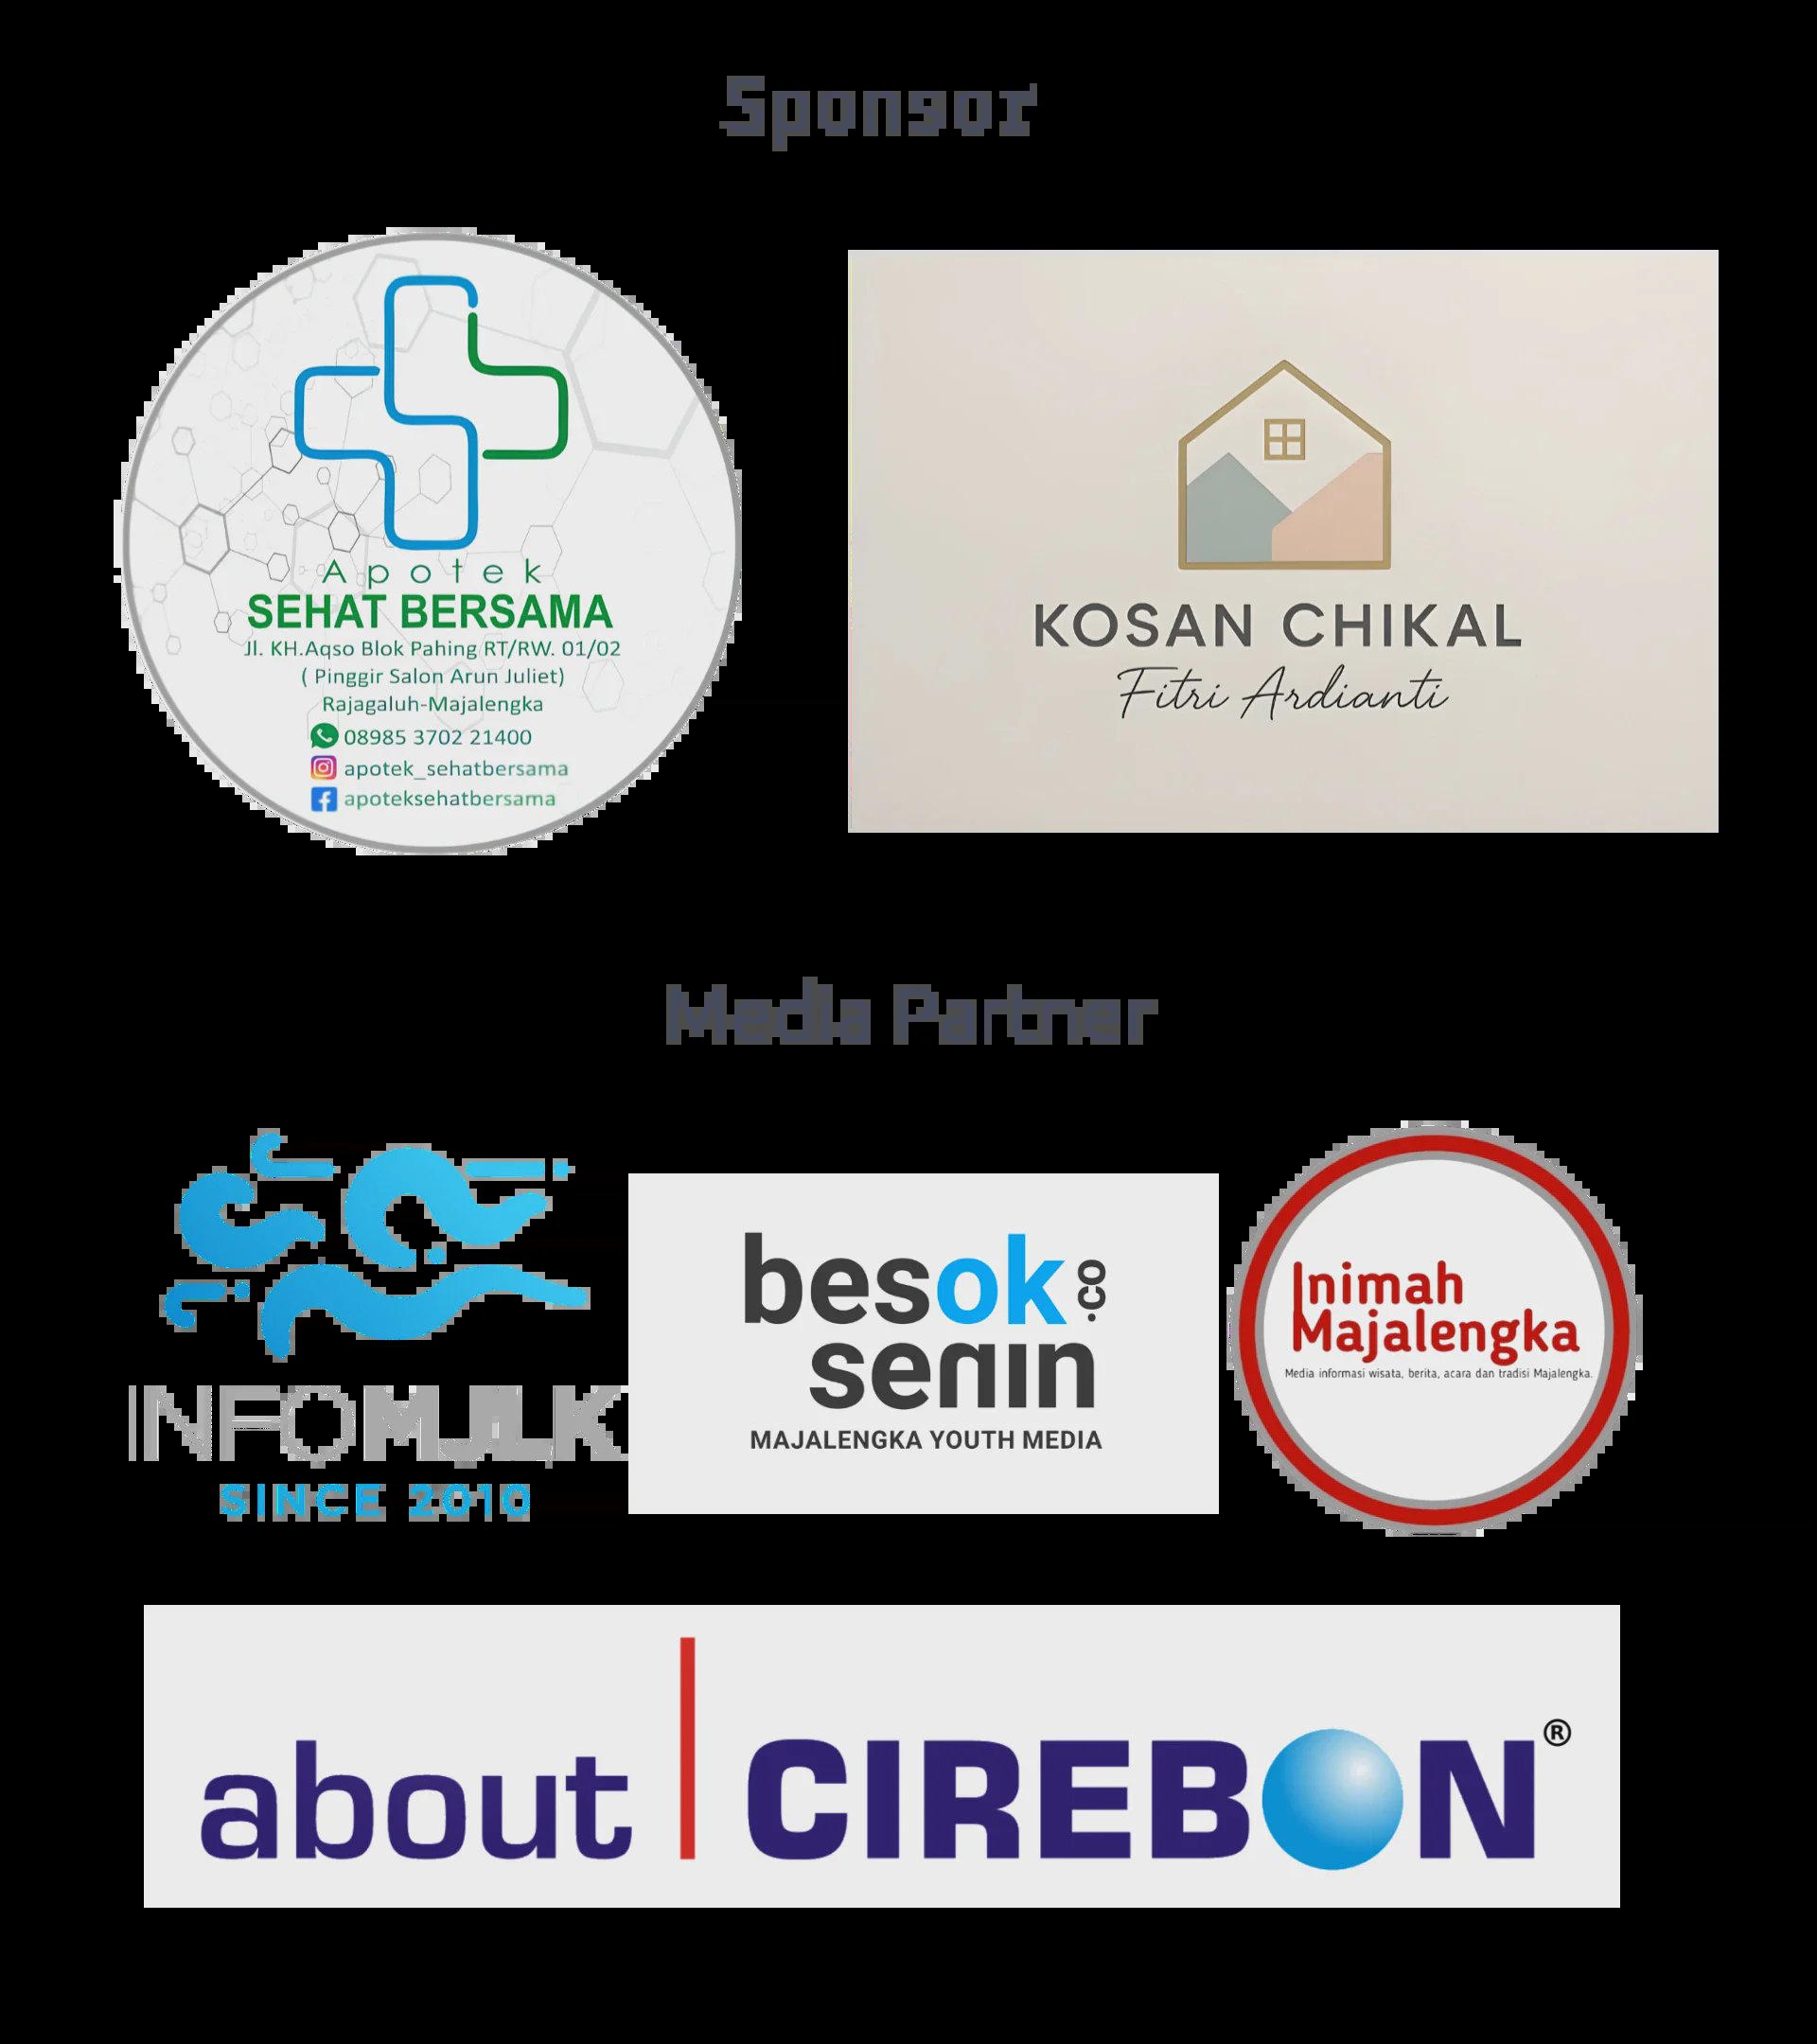 Sponsor
Apotek
SEHAT BERSAMA
Jl. KH.Aqso Blok Pahing RT/RW. 01/02
( Pinggir Salon Arun Juliet)
Rajagaluh-Majalengka
08985 3702 21400
apotek_sehatbersama
apoteksehatbersama
KOSAN CHIKAL
Fitri Ardianti
Media Partner
INFOMJLK
SINCE 2010
besok.co
senin
MAJALENGKA YOUTH MEDIA
Inimah
Majalengka
Media informasi wisata, berita, acara dan tradisi Majalengka.
about | CIREBON®